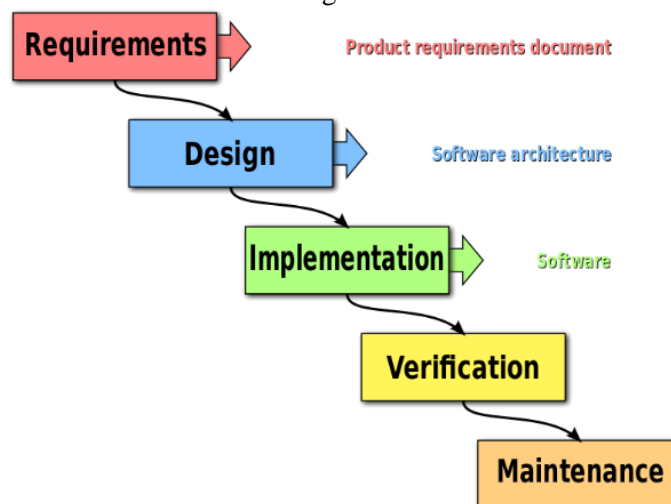 Requirements
Product requirements document
Design
Software architecture
Implementation
Software
Verification
Maintenance